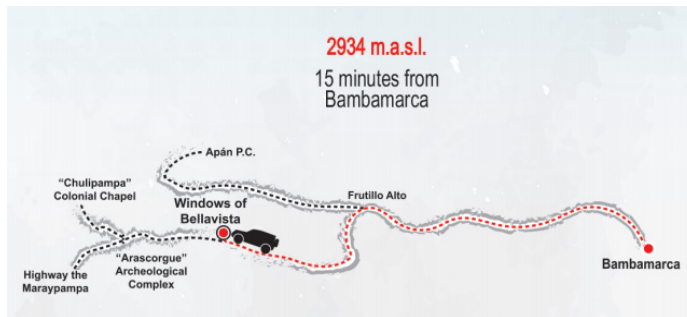 2934 m.a.s.l.
15 minutes from
Bambamarca
Apán P.C.
“Chulipampa”
Colonial Chapel
Windows of
Bellavista
Frutillo Alto
“Arascorgue”
Archeological
Complex
Highway the
Maraypampa
Bambamarca